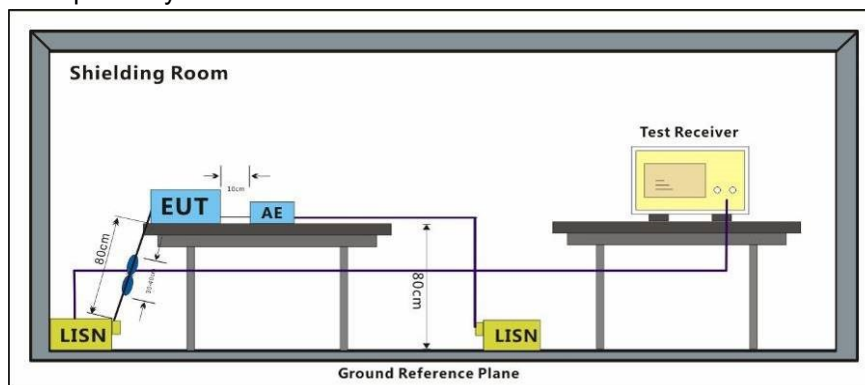 Shielding Room
Test Receiver
10cm
EUT
AE
80cm
80cm
LISN
LISN
Ground Reference Plane